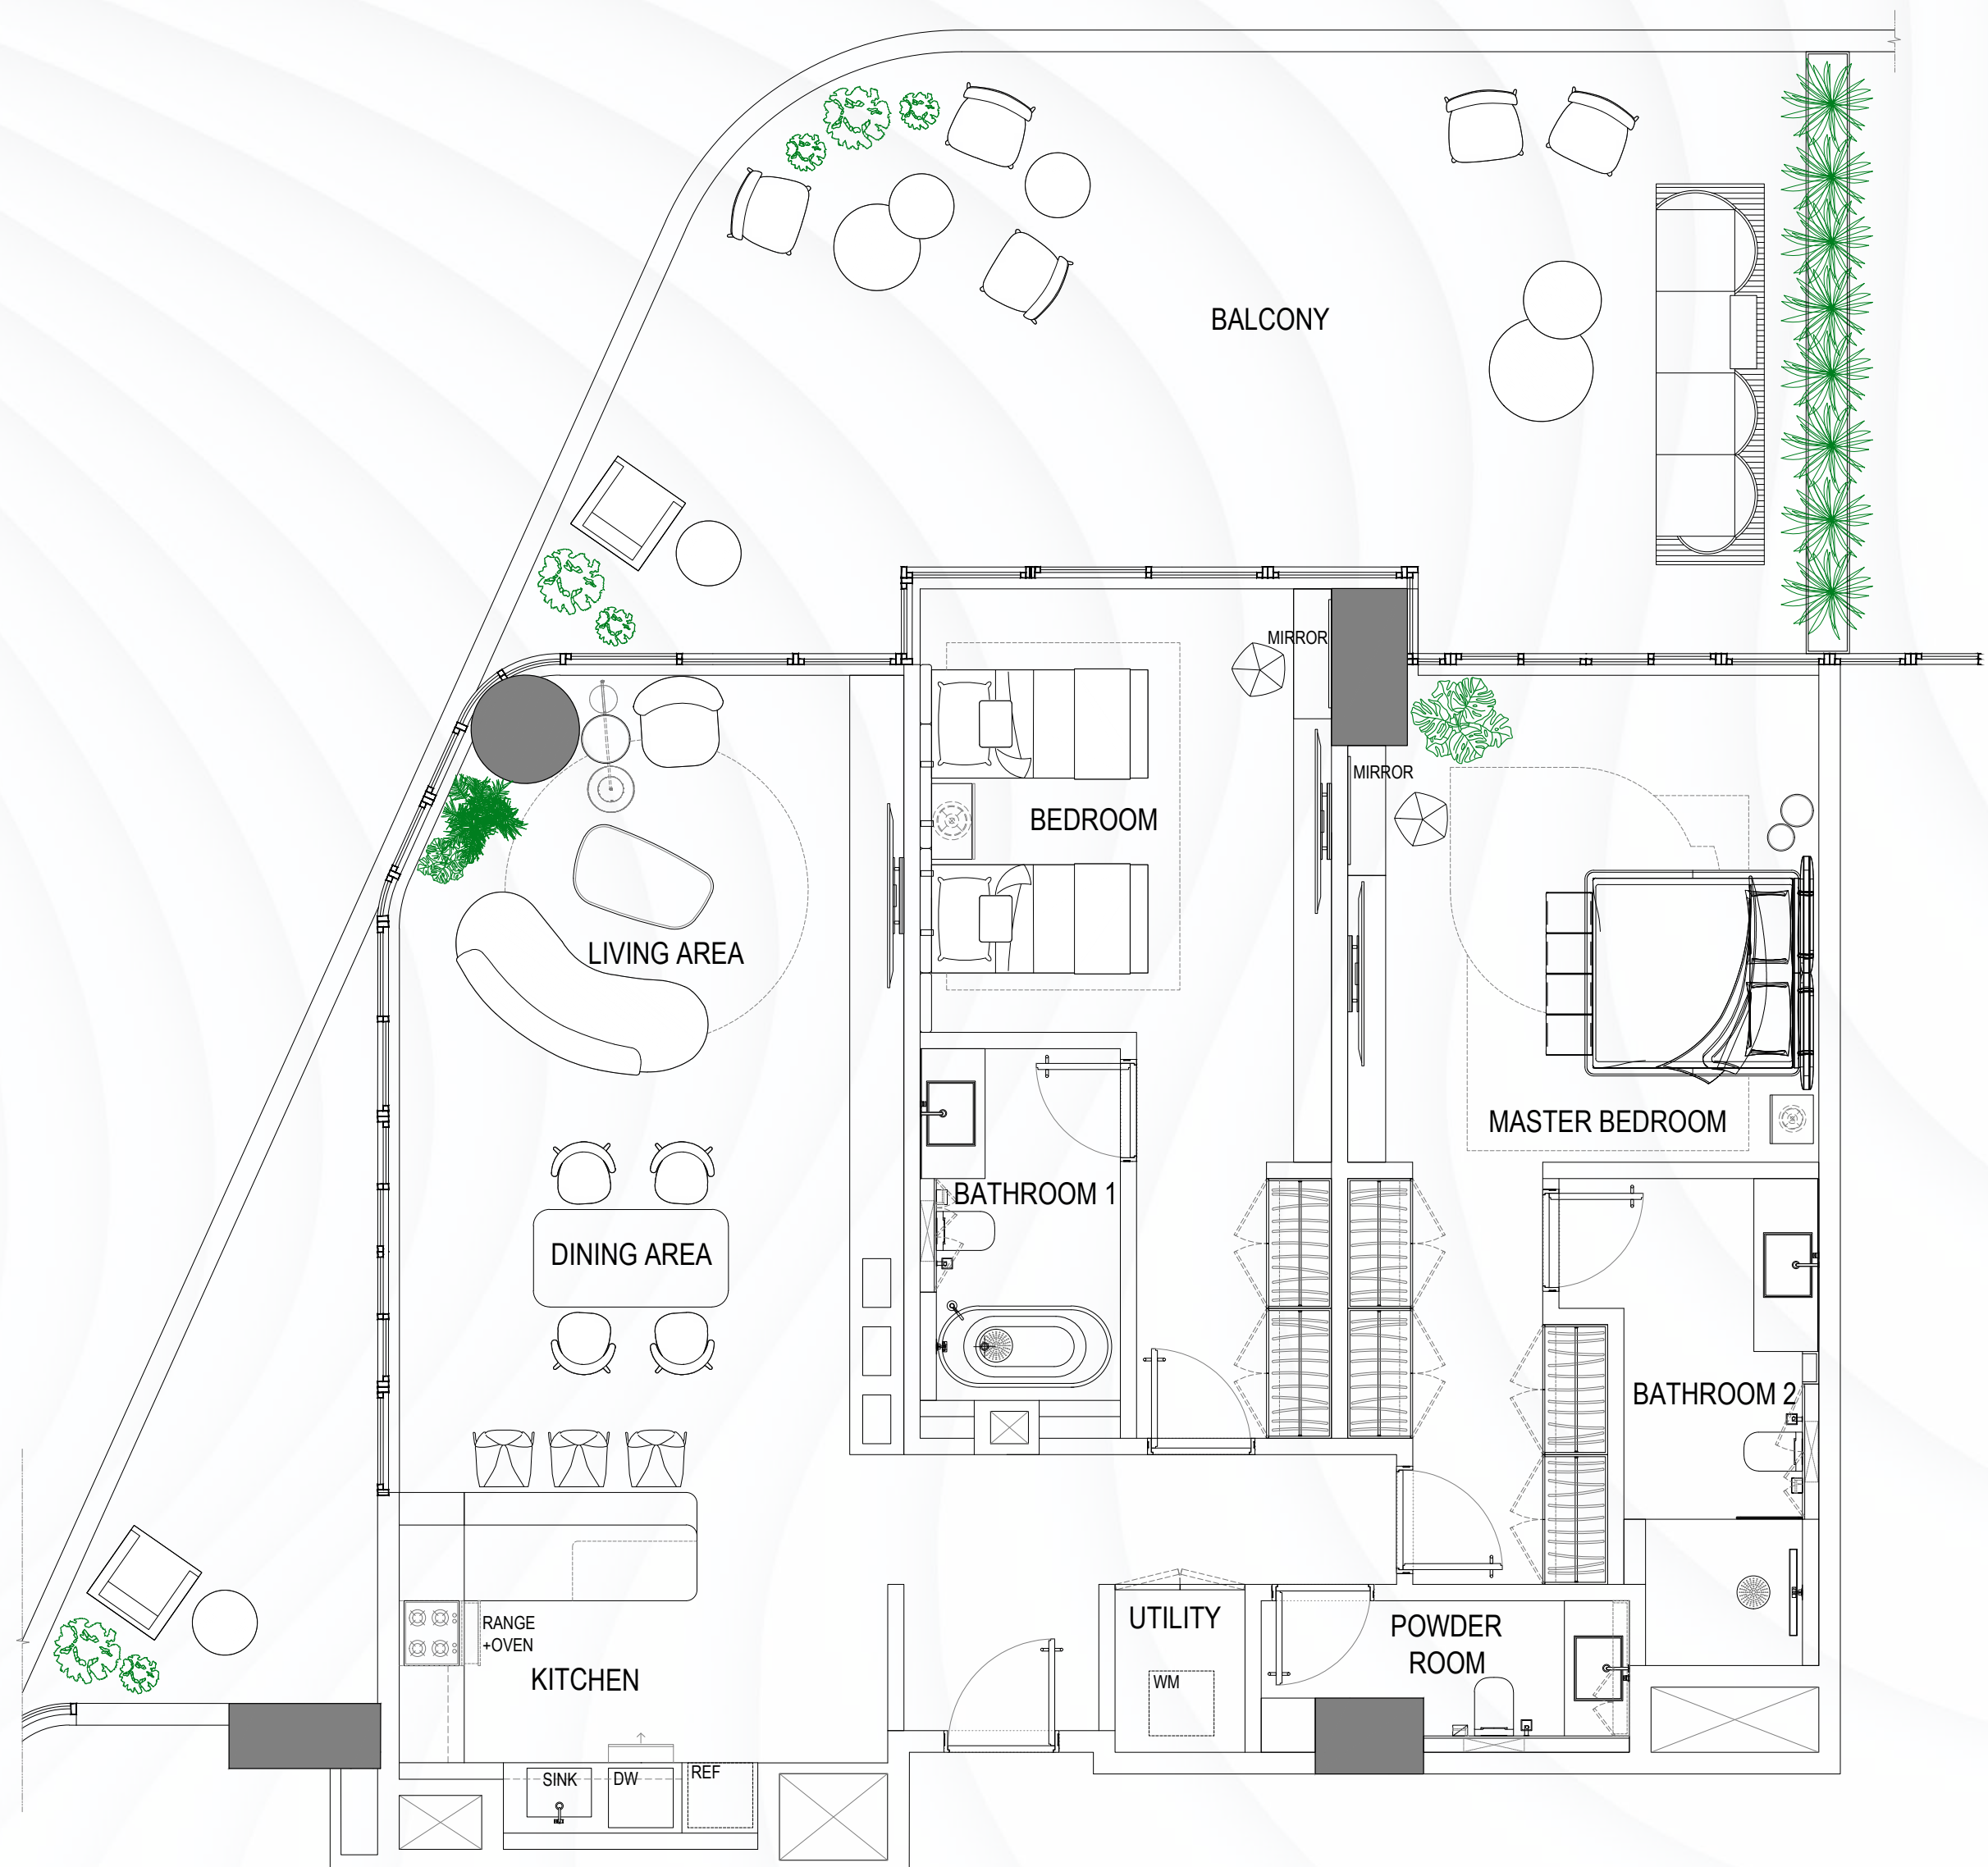 BALCONY
MIRROR
MIRROR
BEDROOM
LIVING AREA
MASTER BEDROOM
BATHROOM 1
DINING AREA
BATHROOM 2
RANGE
+OVEN
KITCHEN
UTILITY
WM
POWDER
ROOM
SINK
DW
REF